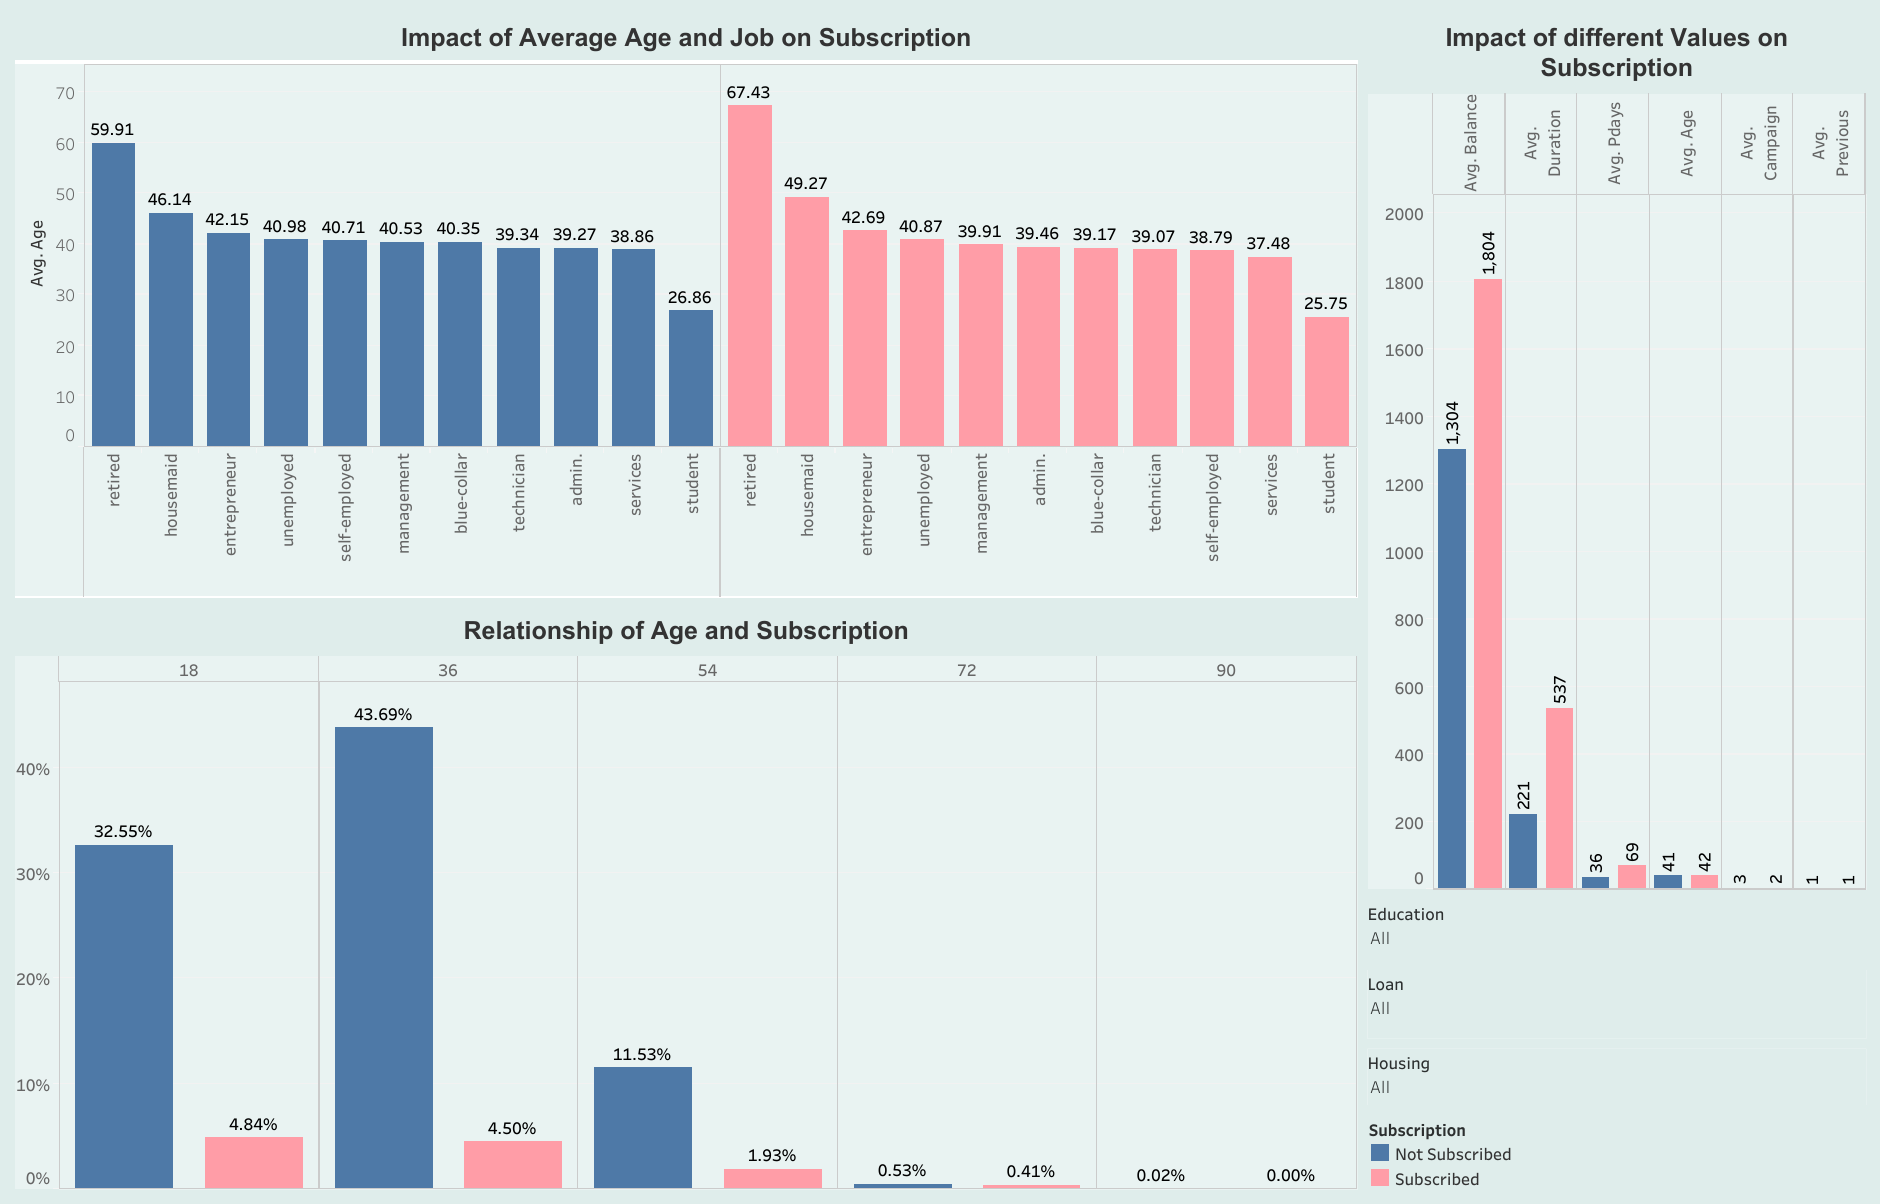 Impact of Average Age and Job on Subscription
Avg. Age
70
60
50
40
30
20
10
0
59.91
46.14
42.15
40.98
40.71
40.53
40.35
39.34
39.27
38.86
26.86
67.43
49.27
42.69
40.87
39.91
39.46
39.17
39.07
38.79
37.48
25.75
retired
housemaid
entrepreneur
unemployed
self-employed
management
blue-collar
technician
admin.
services
student
retired
housemaid
entrepreneur
unemployed
management
admin.
blue-collar
technician
self-employed
services
student
Relationship of Age and Subscription
18
36
54
72
90
40%
30%
20%
10%
0%
32.55%
4.84%
43.69%
4.50%
11.53%
1.93%
0.53%
0.41%
0.02%
0.00%
Impact of different Values on
Subscription
Avg. Balance
Avg.
Duration
Avg. Pdays
Avg. Age
Avg.
Campaign
Avg.
Previous
2000
1800
1600
1400
1200
1000
800
600
400
200
0
1,304
1,804
221
537
36
69
41
42
3
2
1
1
Education
All
Loan
All
Housing
All
Subscription
Not Subscribed
Subscribed